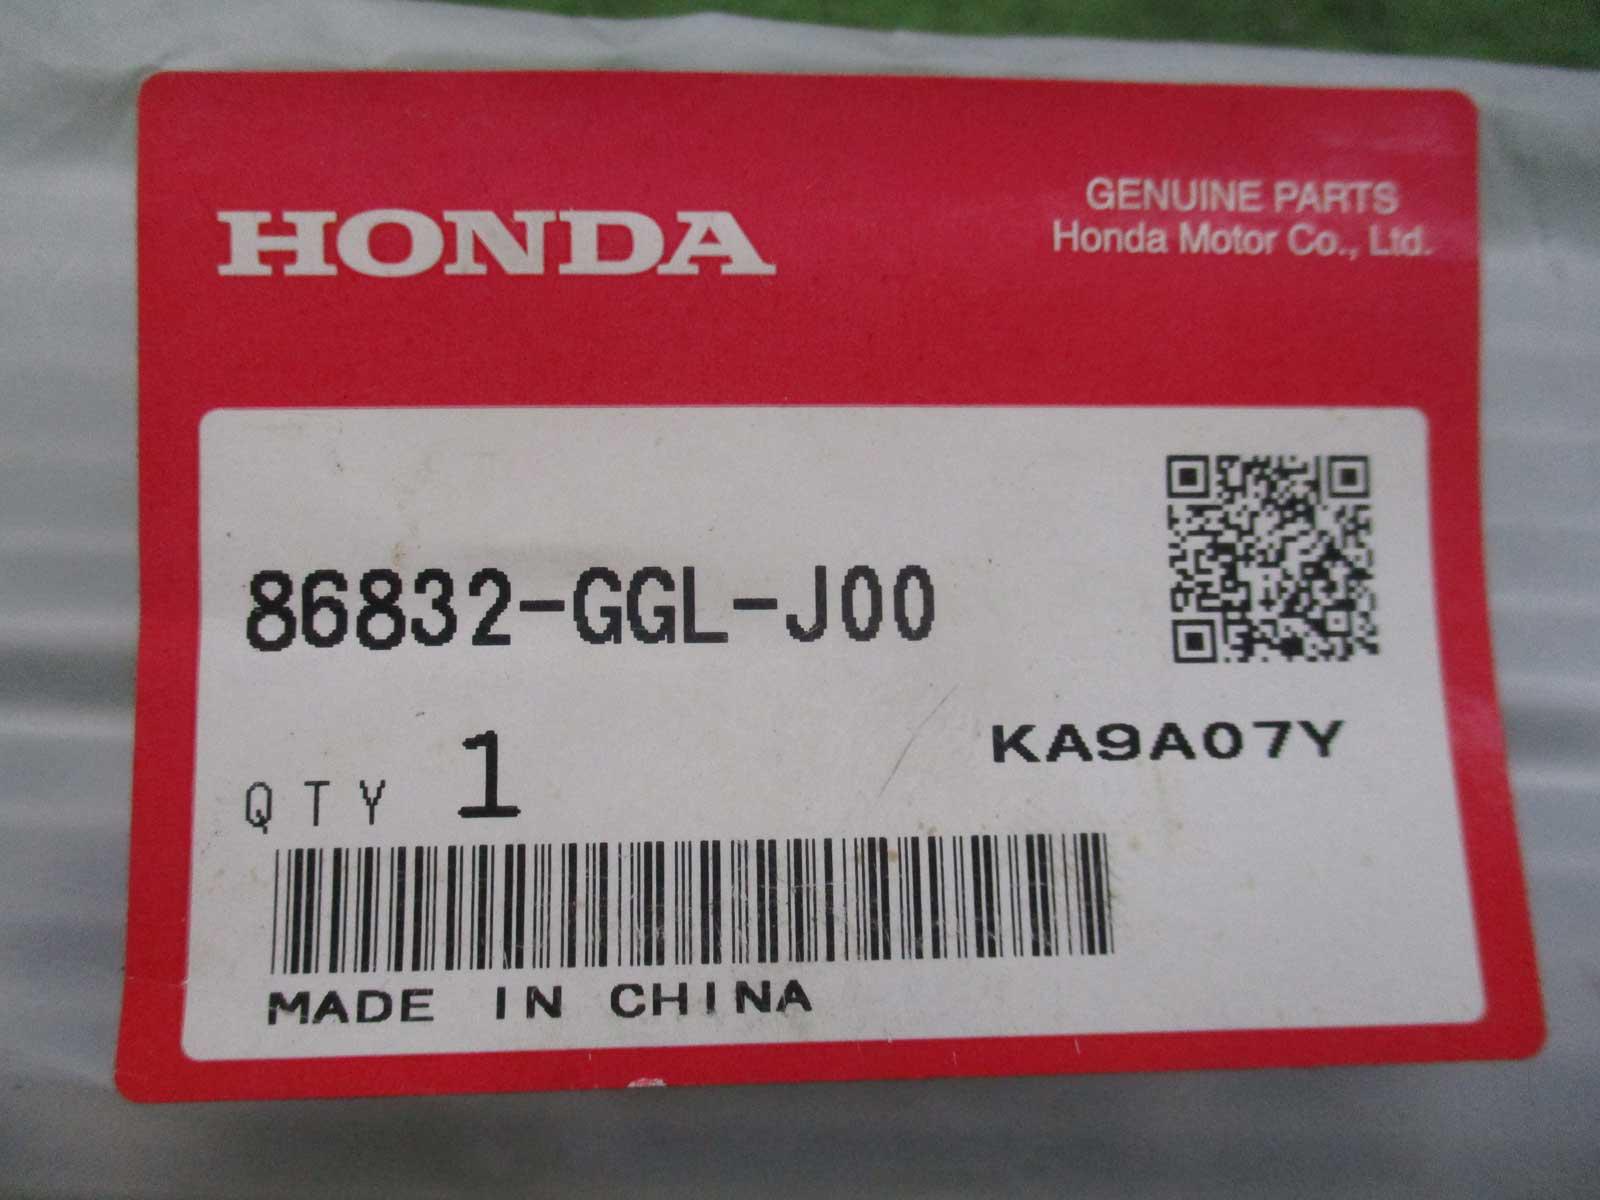 HONDA
GENUINE PARTS
Honda Motor Co., Ltd.
86832-GGL-J00
KA9A07Y
QTY 1
MADE IN CHINA